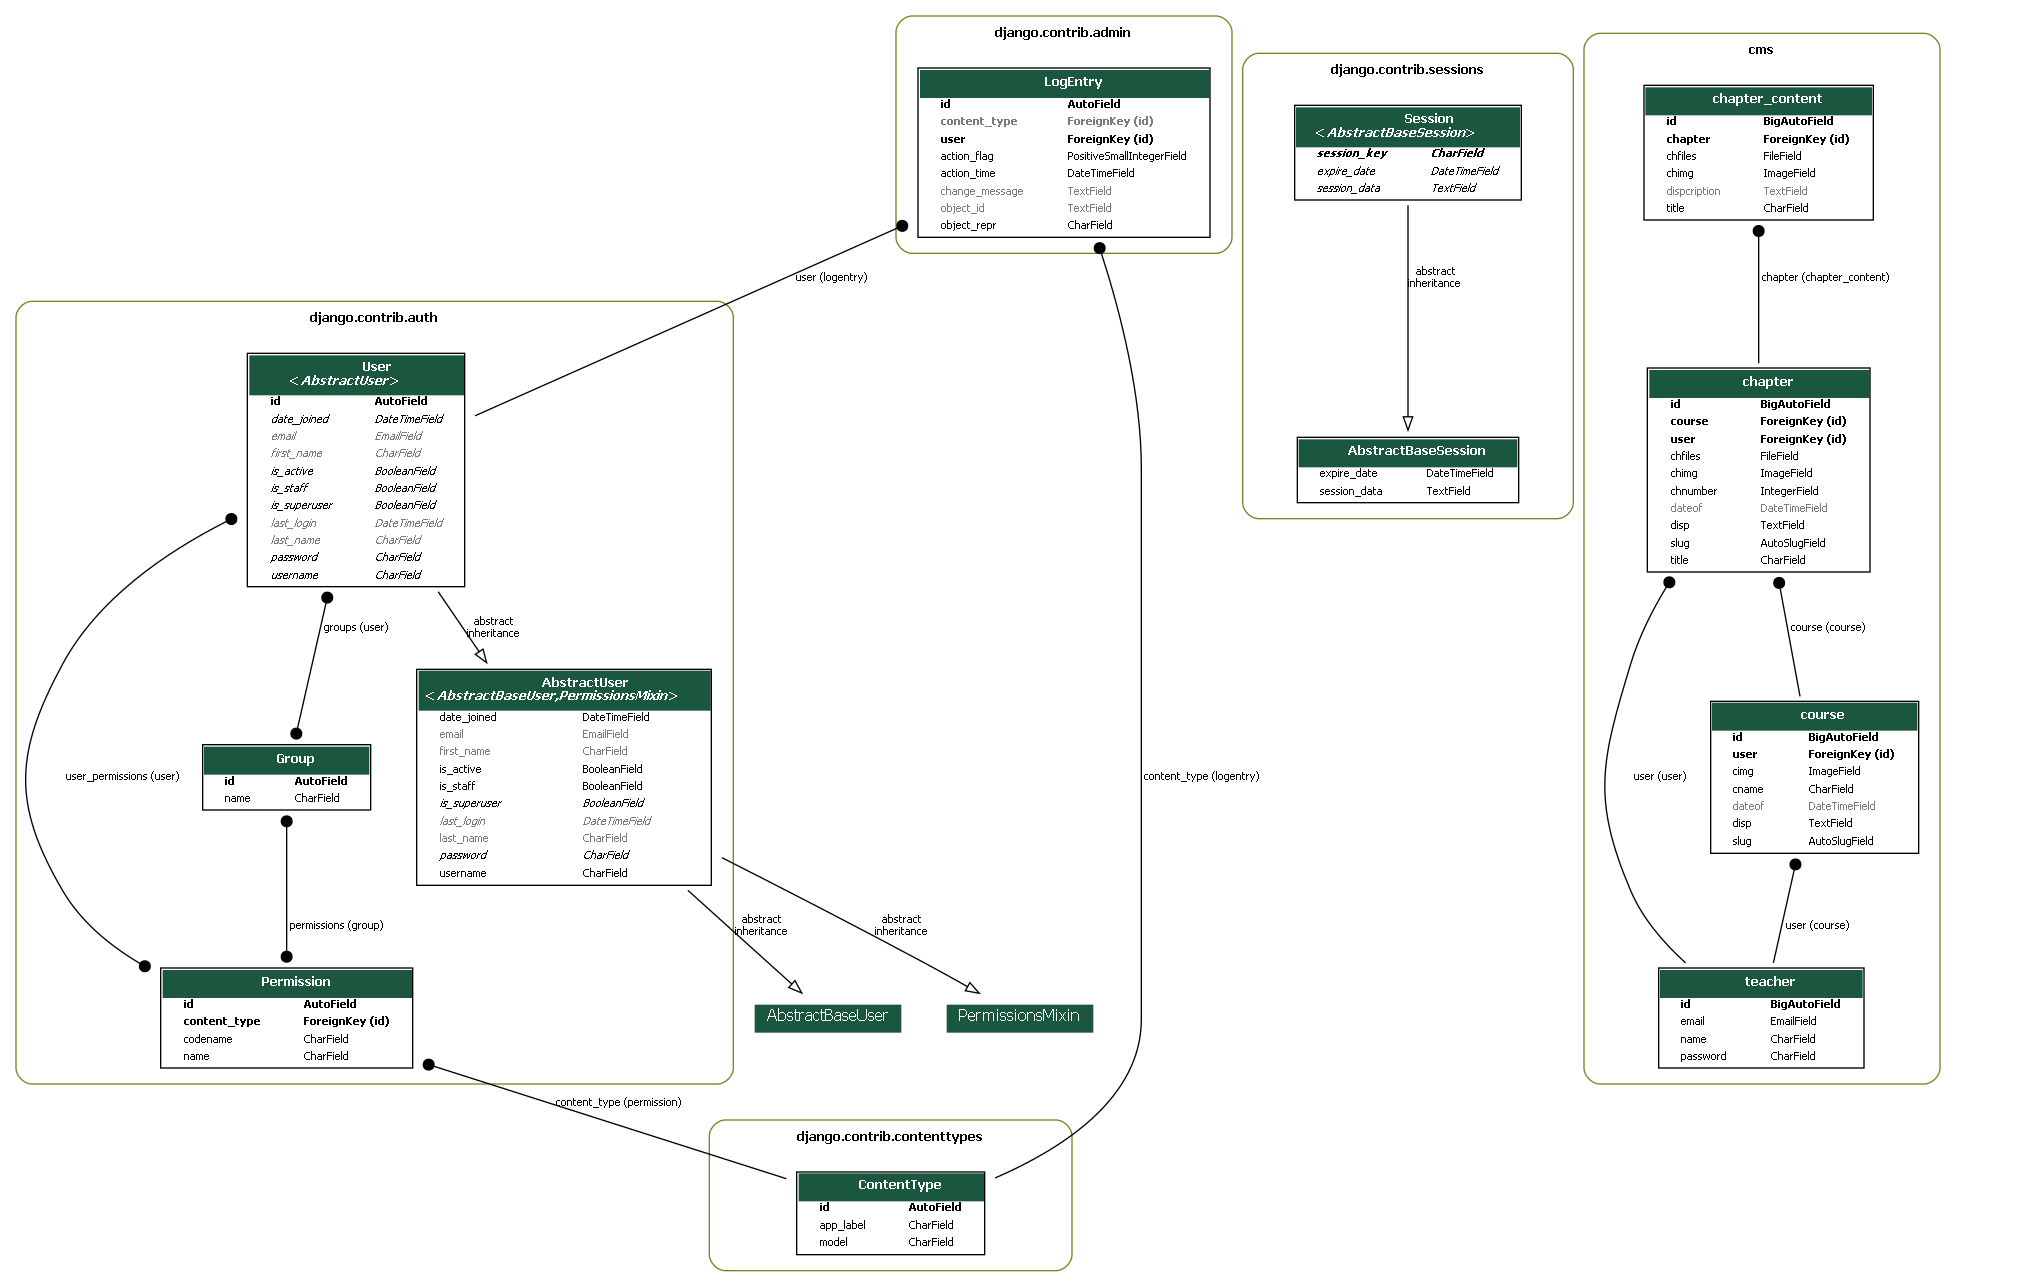 django.contrib.admin
LogEntry
id AutoField
content_type ForeignKey (id)
user ForeignKey (id)
action_flag PositiveSmallIntegerField
action_time DateTimeField
change_message TextField
object_id TextField
object_repr CharField
django.contrib.sessions
Session
<AbstractBaseSession>
session_key CharField
expire_date DateTimeField
session_data TextField
abstract
inheritance
AbstractBaseSession
expire_date DateTimeField
session_data TextField
cms
chapter_content
id BigAutoField
chapter ForeignKey (id)
chfiles FileField
chimg ImageField
dispcription TextField
title CharField
chapter (chapter_content)
chapter
id BigAutoField
course ForeignKey (id)
user ForeignKey (id)
chfiles FileField
chimg ImageField
chnumber IntegerField
dateof DateTimeField
disp TextField
slug AutoSlugField
title CharField
course (course)
user (user)
course
id BigAutoField
user ForeignKey (id)
cimg ImageField
cname CharField
dateof DateTimeField
disp TextField
slug AutoSlugField
user (course)
teacher
id BigAutoField
email EmailField
name CharField
password CharField
user (logentry)
content_type (logentry)
django.contrib.auth
User
<AbstractUser>
id AutoField
date_joined DateTimeField
email EmailField
first_name CharField
is_active BooleanField
is_staff BooleanField
is_superuser BooleanField
last_login DateTimeField
last_name CharField
password CharField
username CharField
groups (user)
abstract
inheritance
user_permissions (user)
AbstractUser
<AbstractBaseUser,PermissionsMixin>
date_joined DateTimeField
email EmailField
first_name CharField
is_active BooleanField
is_staff BooleanField
is_superuser BooleanField
last_login DateTimeField
last_name CharField
password CharField
username CharField
Group
id AutoField
name CharField
permissions (group)
abstract
inheritance
abstract
inheritance
Permission
id AutoField
content_type ForeignKey (id)
codename CharField
name CharField
AbstractBaseUser
PermissionsMixin
content_type (permission)
django.contrib.contenttypes
ContentType
id AutoField
app_label CharField
model CharField